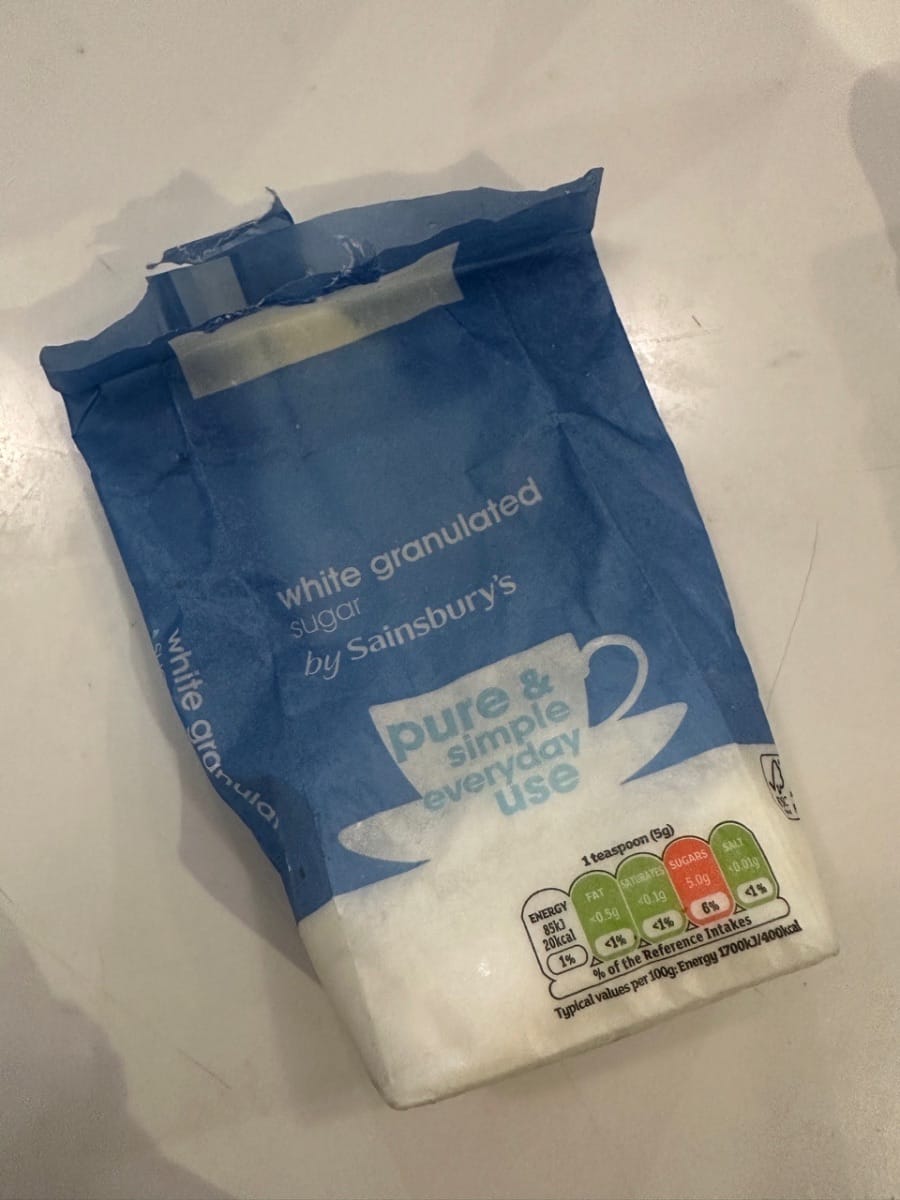 white granulated
sugar
by Sainsbury's
pure &
simple
everyday
use
white granula
1 teaspoon (5g)
ENERGY
85kJ
20kcal
1%
FAT
<0.5g
<1%
SATURATES
<0.1g
<1%
SUGARS
5.0g
6%
SALT
<0.01g
<1%
% of the Reference Intakes
Typical values per 100g: Energy 1700kJ/400kcal